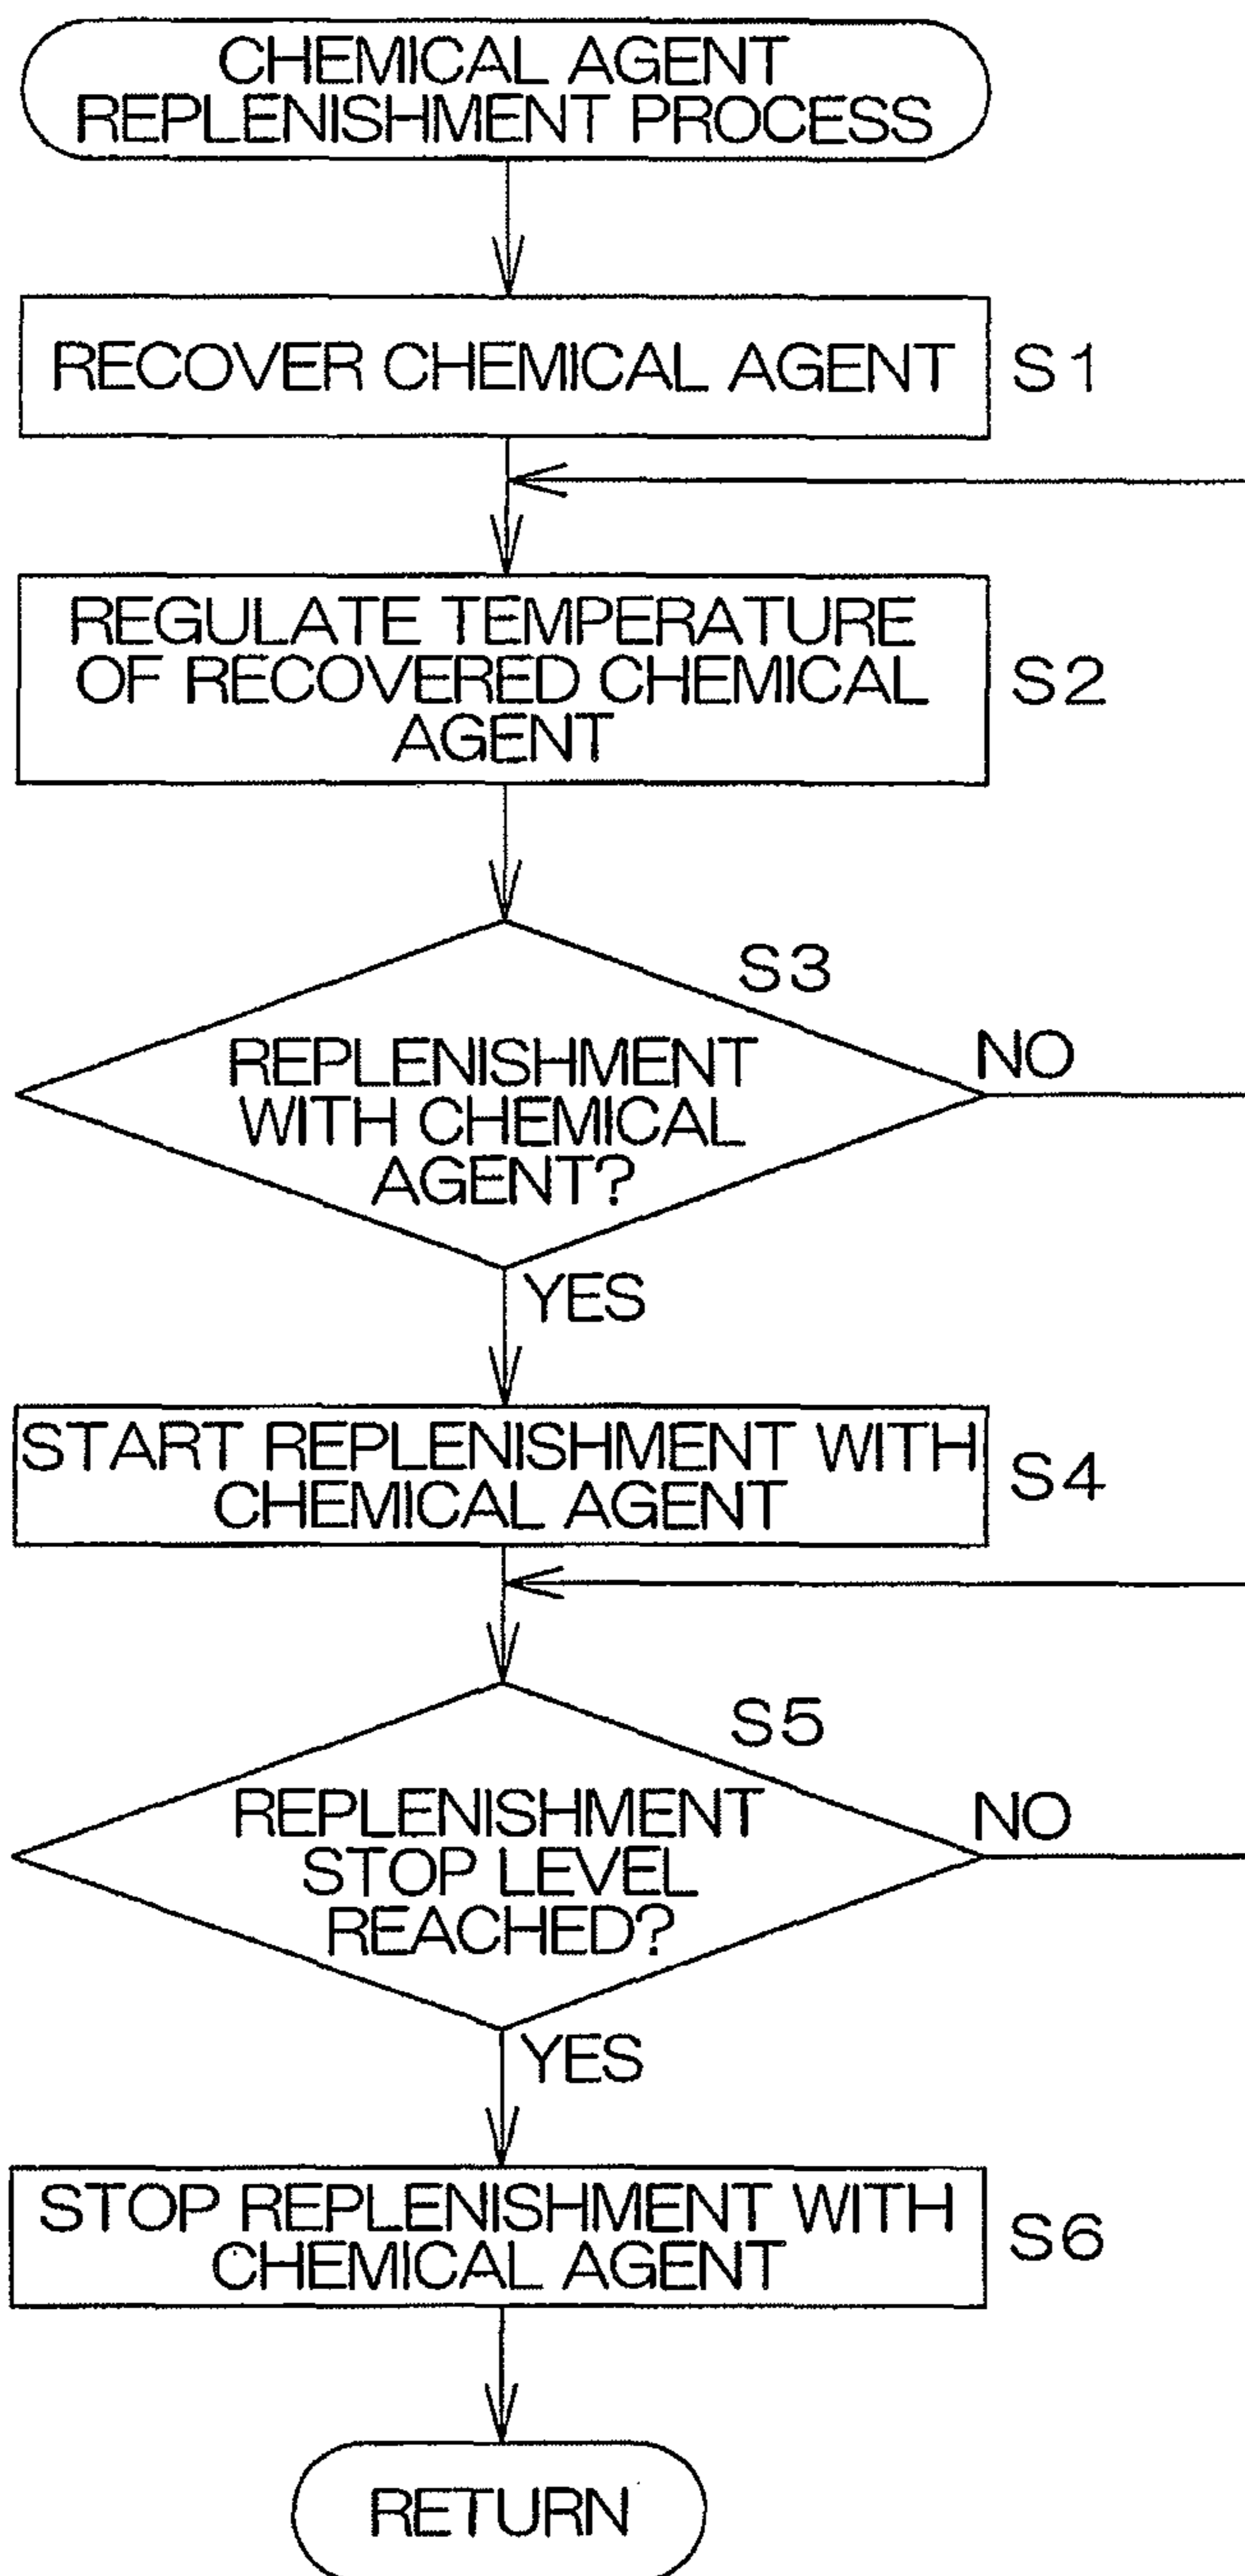 CHEMICAL AGENT
REPLENISHMENT PROCESS
RECOVER CHEMICAL AGENT
S1
REGULATE TEMPERATURE
OF RECOVERED CHEMICAL
AGENT
S2
S3
REPLENISHMENT
WITH CHEMICAL
AGENT?
NO
YES
START REPLENISHMENT WITH
CHEMICAL AGENT
S4
S5
REPLENISHMENT
STOP LEVEL
REACHED?
NO
YES
STOP REPLENISHMENT WITH
CHEMICAL AGENT
S6
RETURN